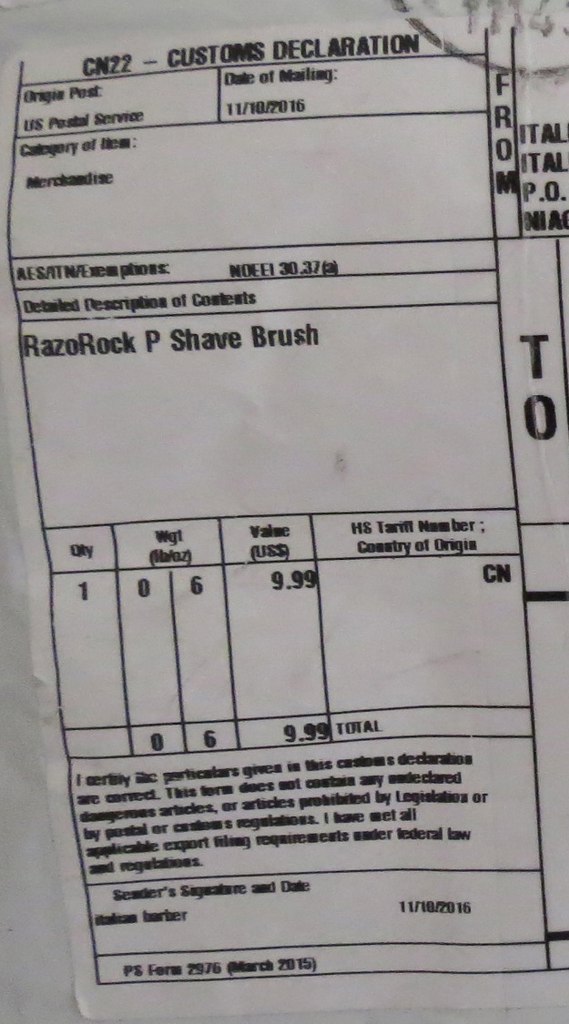 CN22 – CUSTOMS DECLARATION
Origin Post:
US Postal Service
Date of Mailing:
11/10/2016
Category of Item:
Merchandise
AES/ITN/Exemptions: NOEEI 30.37(a)
Detailed Description of Contents
RazoRock P Shave Brush
Qty
Wgt
(lb/oz)
Value
(US$)
HS Tariff Number ;
Country of Origin
1 0 6 9.99 CN
0 6 9.99 TOTAL
I certify the particulars given in this customs declaration
are correct. This form does not contain any undeclared
dangerous articles, or articles prohibited by Legislation or
by postal or customs regulations. I have met all
applicable export filing requirements under federal law
and regulations.
Sender's Signature and Date
italian barber 11/10/2016
PS Form 2976 (March 2015)
FROM
ITAL
ITAL
P.O.
NIAG
TO